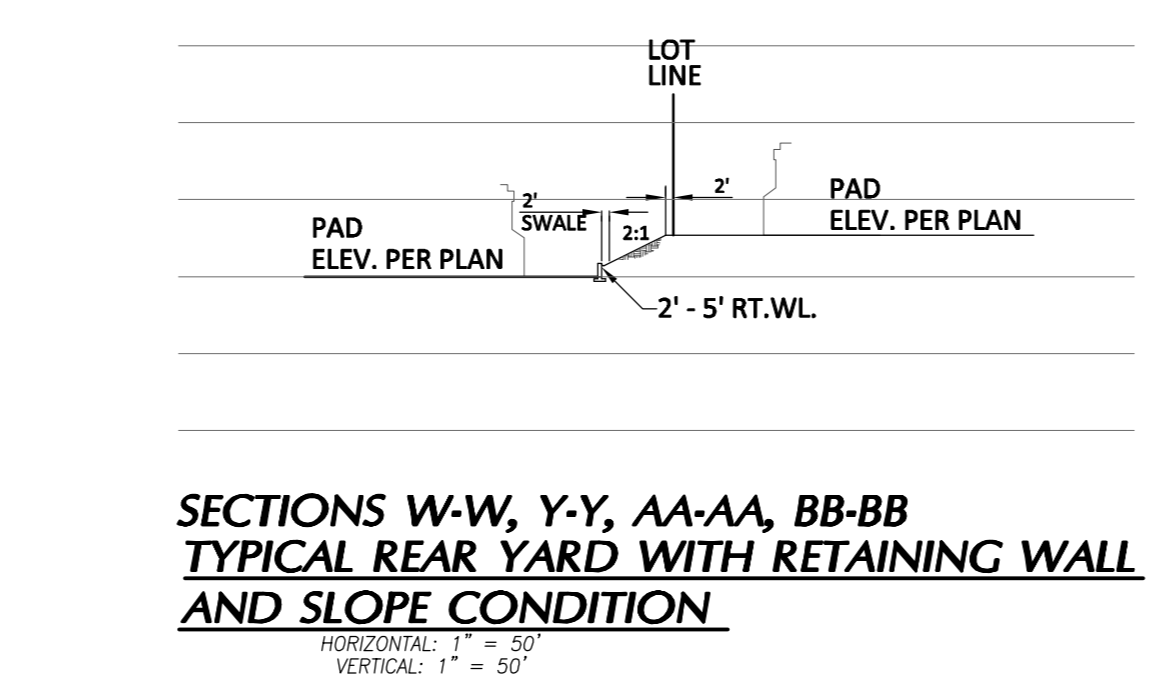 LOT
LINE
2'
PAD
ELEV. PER PLAN
2'
SWALE
2:1
PAD
ELEV. PER PLAN
2' - 5' RT.WL.
SECTIONS W-W, Y-Y, AA-AA, BB-BB
TYPICAL REAR YARD WITH RETAINING WALL
AND SLOPE CONDITION
HORIZONTAL: 1" = 50'
VERTICAL: 1" = 50'